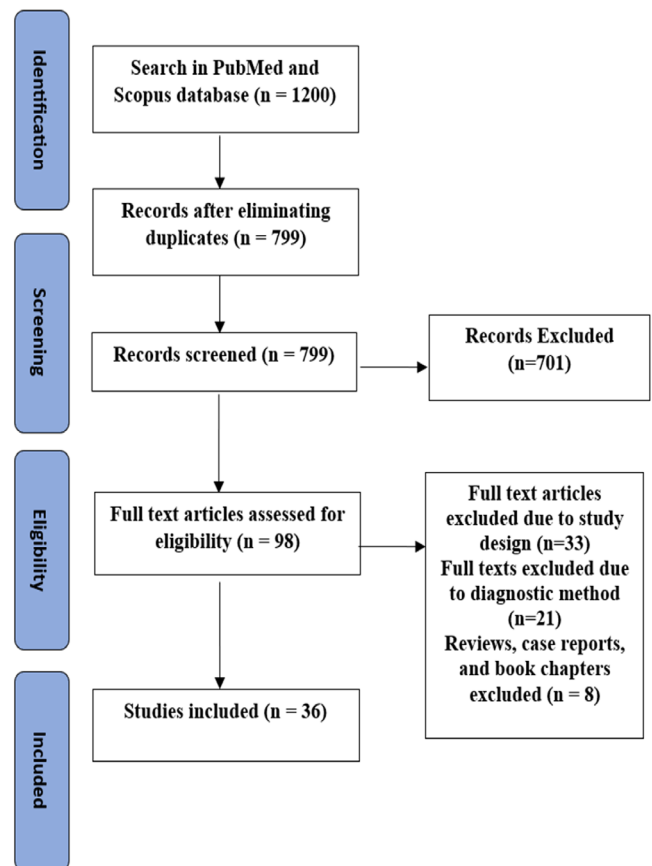 Identification
Search in PubMed and
Scopus database (n = 1200)
Records after eliminating
duplicates (n = 799)
Screening
Records screened (n = 799)
Records Excluded
(n=701)
Eligibility
Full text articles assessed for
eligibility (n = 98)
Full text articles
excluded due to study
design (n=33)
Full texts excluded due
to diagnostic method
(n=21)
Reviews, case reports,
and book chapters
excluded (n = 8)
Included
Studies included (n = 36)